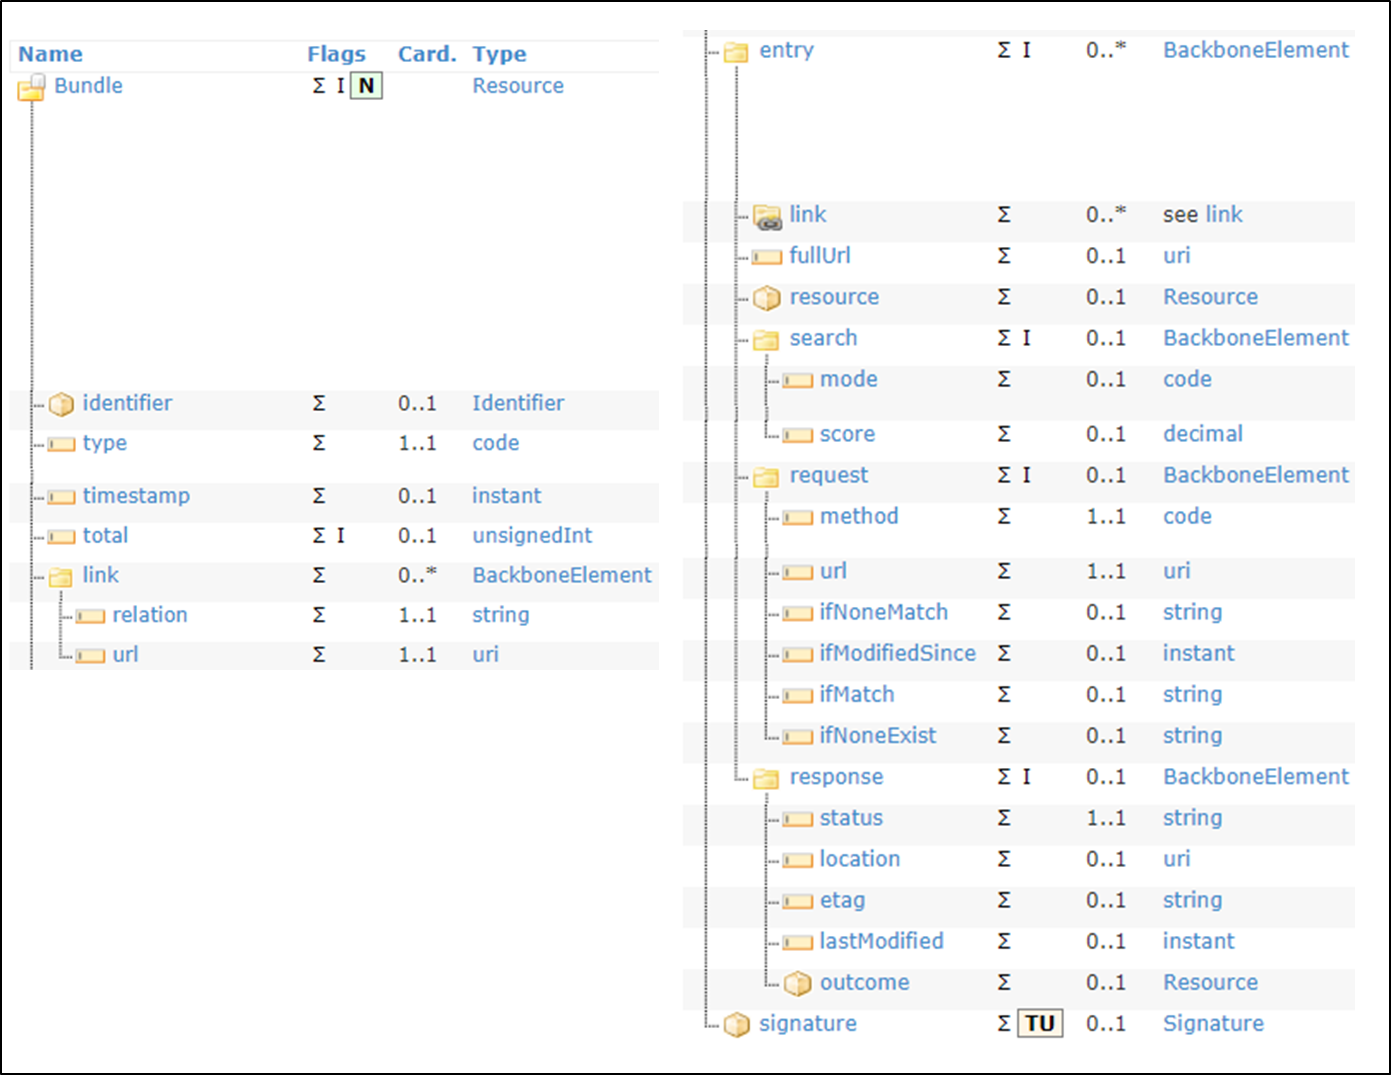 Name Flags Card. Type
Bundle Σ I N Resource
identifier Σ 0..1 Identifier
type Σ 1..1 code
timestamp Σ 0..1 instant
total Σ I 0..1 unsignedInt
link Σ 0..* BackboneElement
relation Σ 1..1 string
url Σ 1..1 uri
entry Σ I 0..* BackboneElement
link Σ 0..* see link
fullUrl Σ 0..1 uri
resource Σ 0..1 Resource
search Σ I 0..1 BackboneElement
mode Σ 0..1 code
score Σ 0..1 decimal
request Σ I 0..1 BackboneElement
method Σ 1..1 code
url Σ 1..1 uri
ifNoneMatch Σ 0..1 string
ifModifiedSince Σ 0..1 instant
ifMatch Σ 0..1 string
ifNoneExist Σ 0..1 string
response Σ I 0..1 BackboneElement
status Σ 1..1 string
location Σ 0..1 uri
etag Σ 0..1 string
lastModified Σ 0..1 instant
outcome Σ 0..1 Resource
signature Σ TU 0..1 Signature